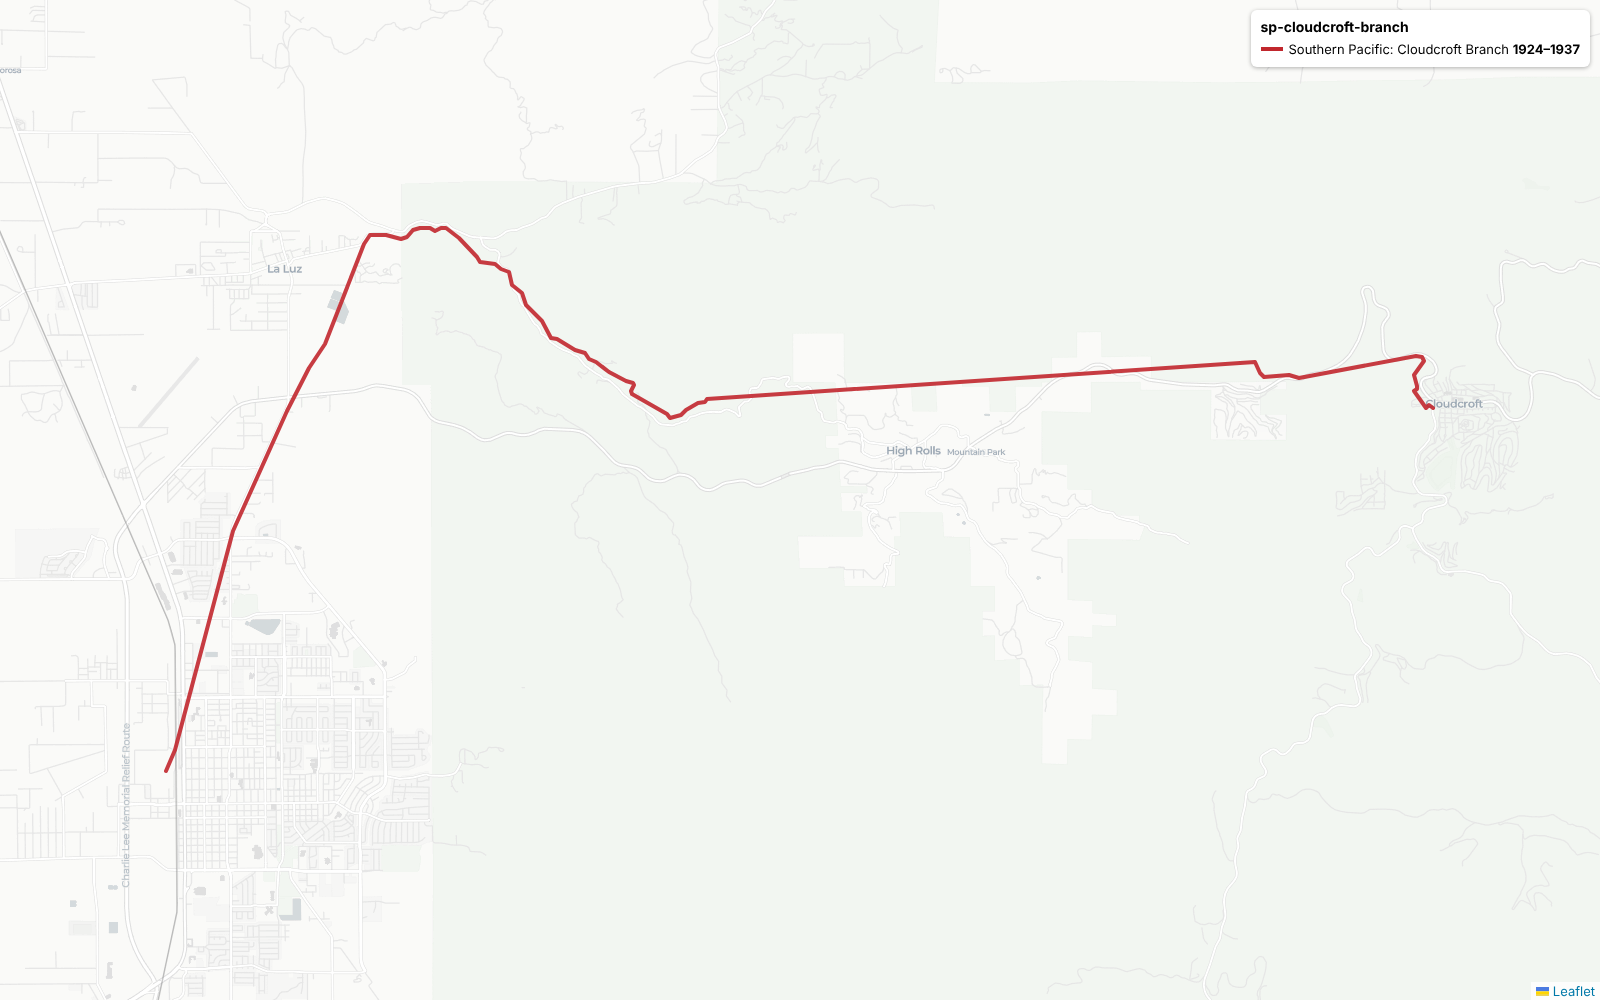 sp-cloudcroft-branch
Southern Pacific: Cloudcroft Branch 1924–1937
orosa
La Luz
Cloudcroft
High Rolls
Mountain Park
Charlie Lee Memorial Relief Route
Leaflet